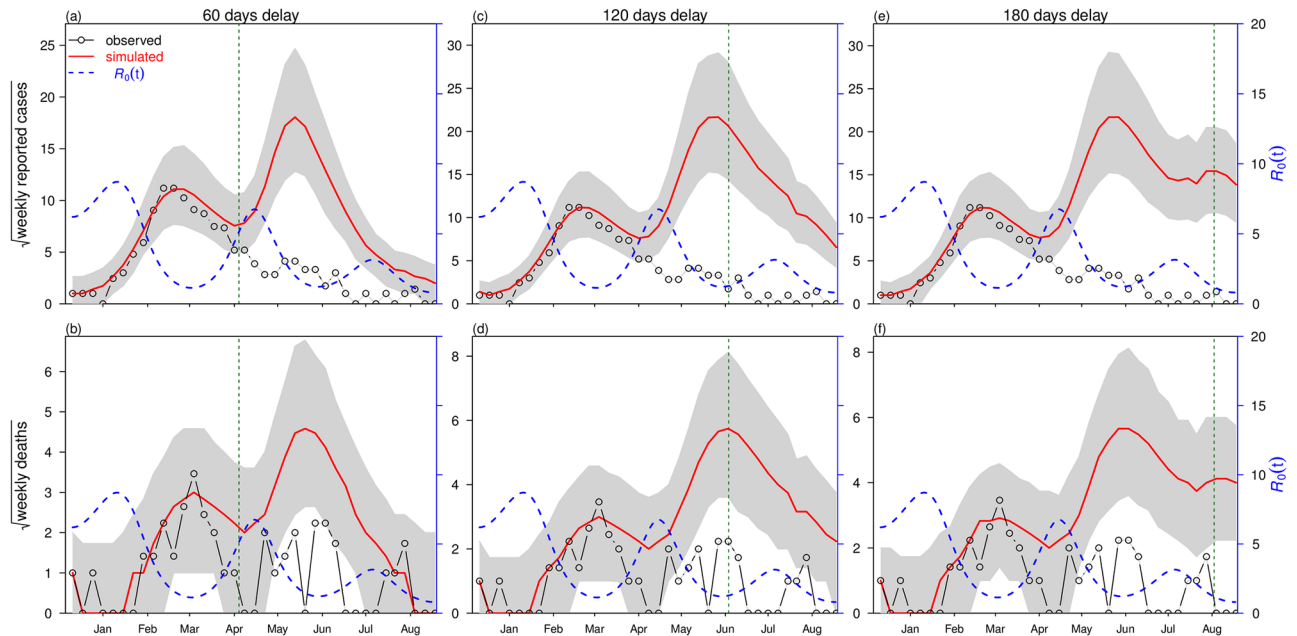 (a) 60 days delay
(c) 120 days delay
(e) 180 days delay
observed
simulated
R₀(t)
√weekly reported cases
0 5 10 15 20 25
0 5 10 15 20 25 30
0 5 10 15 20 25 30
0 5 10 15 20
R₀(t)
Jan Feb Mar Apr May Jun Jul Aug
Jan Feb Mar Apr May Jun Jul Aug
Jan Feb Mar Apr May Jun Jul Aug
(b)
(d)
(f)
√weekly deaths
0 1 2 3 4 5 6
0 2 4 6 8
0 2 4 6 8
0 5 10 15 20
R₀(t)
Jan Feb Mar Apr May Jun Jul Aug
Jan Feb Mar Apr May Jun Jul Aug
Jan Feb Mar Apr May Jun Jul Aug